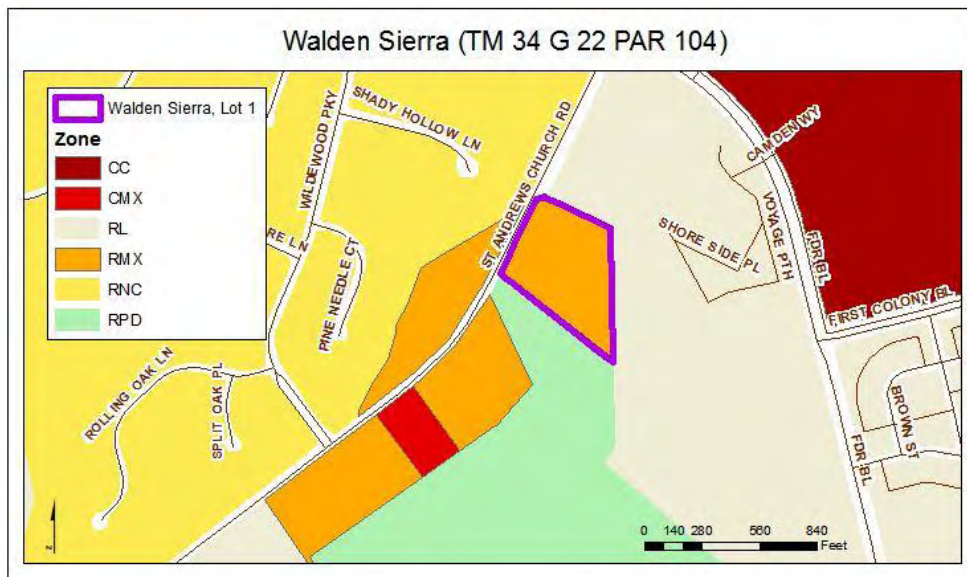 Walden Sierra (TM 34 G 22 PAR 104)
Walden Sierra, Lot 1
Zone
CC
CMX
RL
RMX
RNC
RPD
WILDEWOOD PKY
SHADY HOLLOW LN
ST ANDREWS CHURCH RD
CAMDEN WY
VOYAGE PTH
SHORE SIDE PL
FDR BL
FIRST COLONY BL
RE LN
PINE NEEDLE CT
ROLLING OAK LN
SPLIT OAK PL
BROWN ST
FDR BL
0 140 280 560 840
Feet